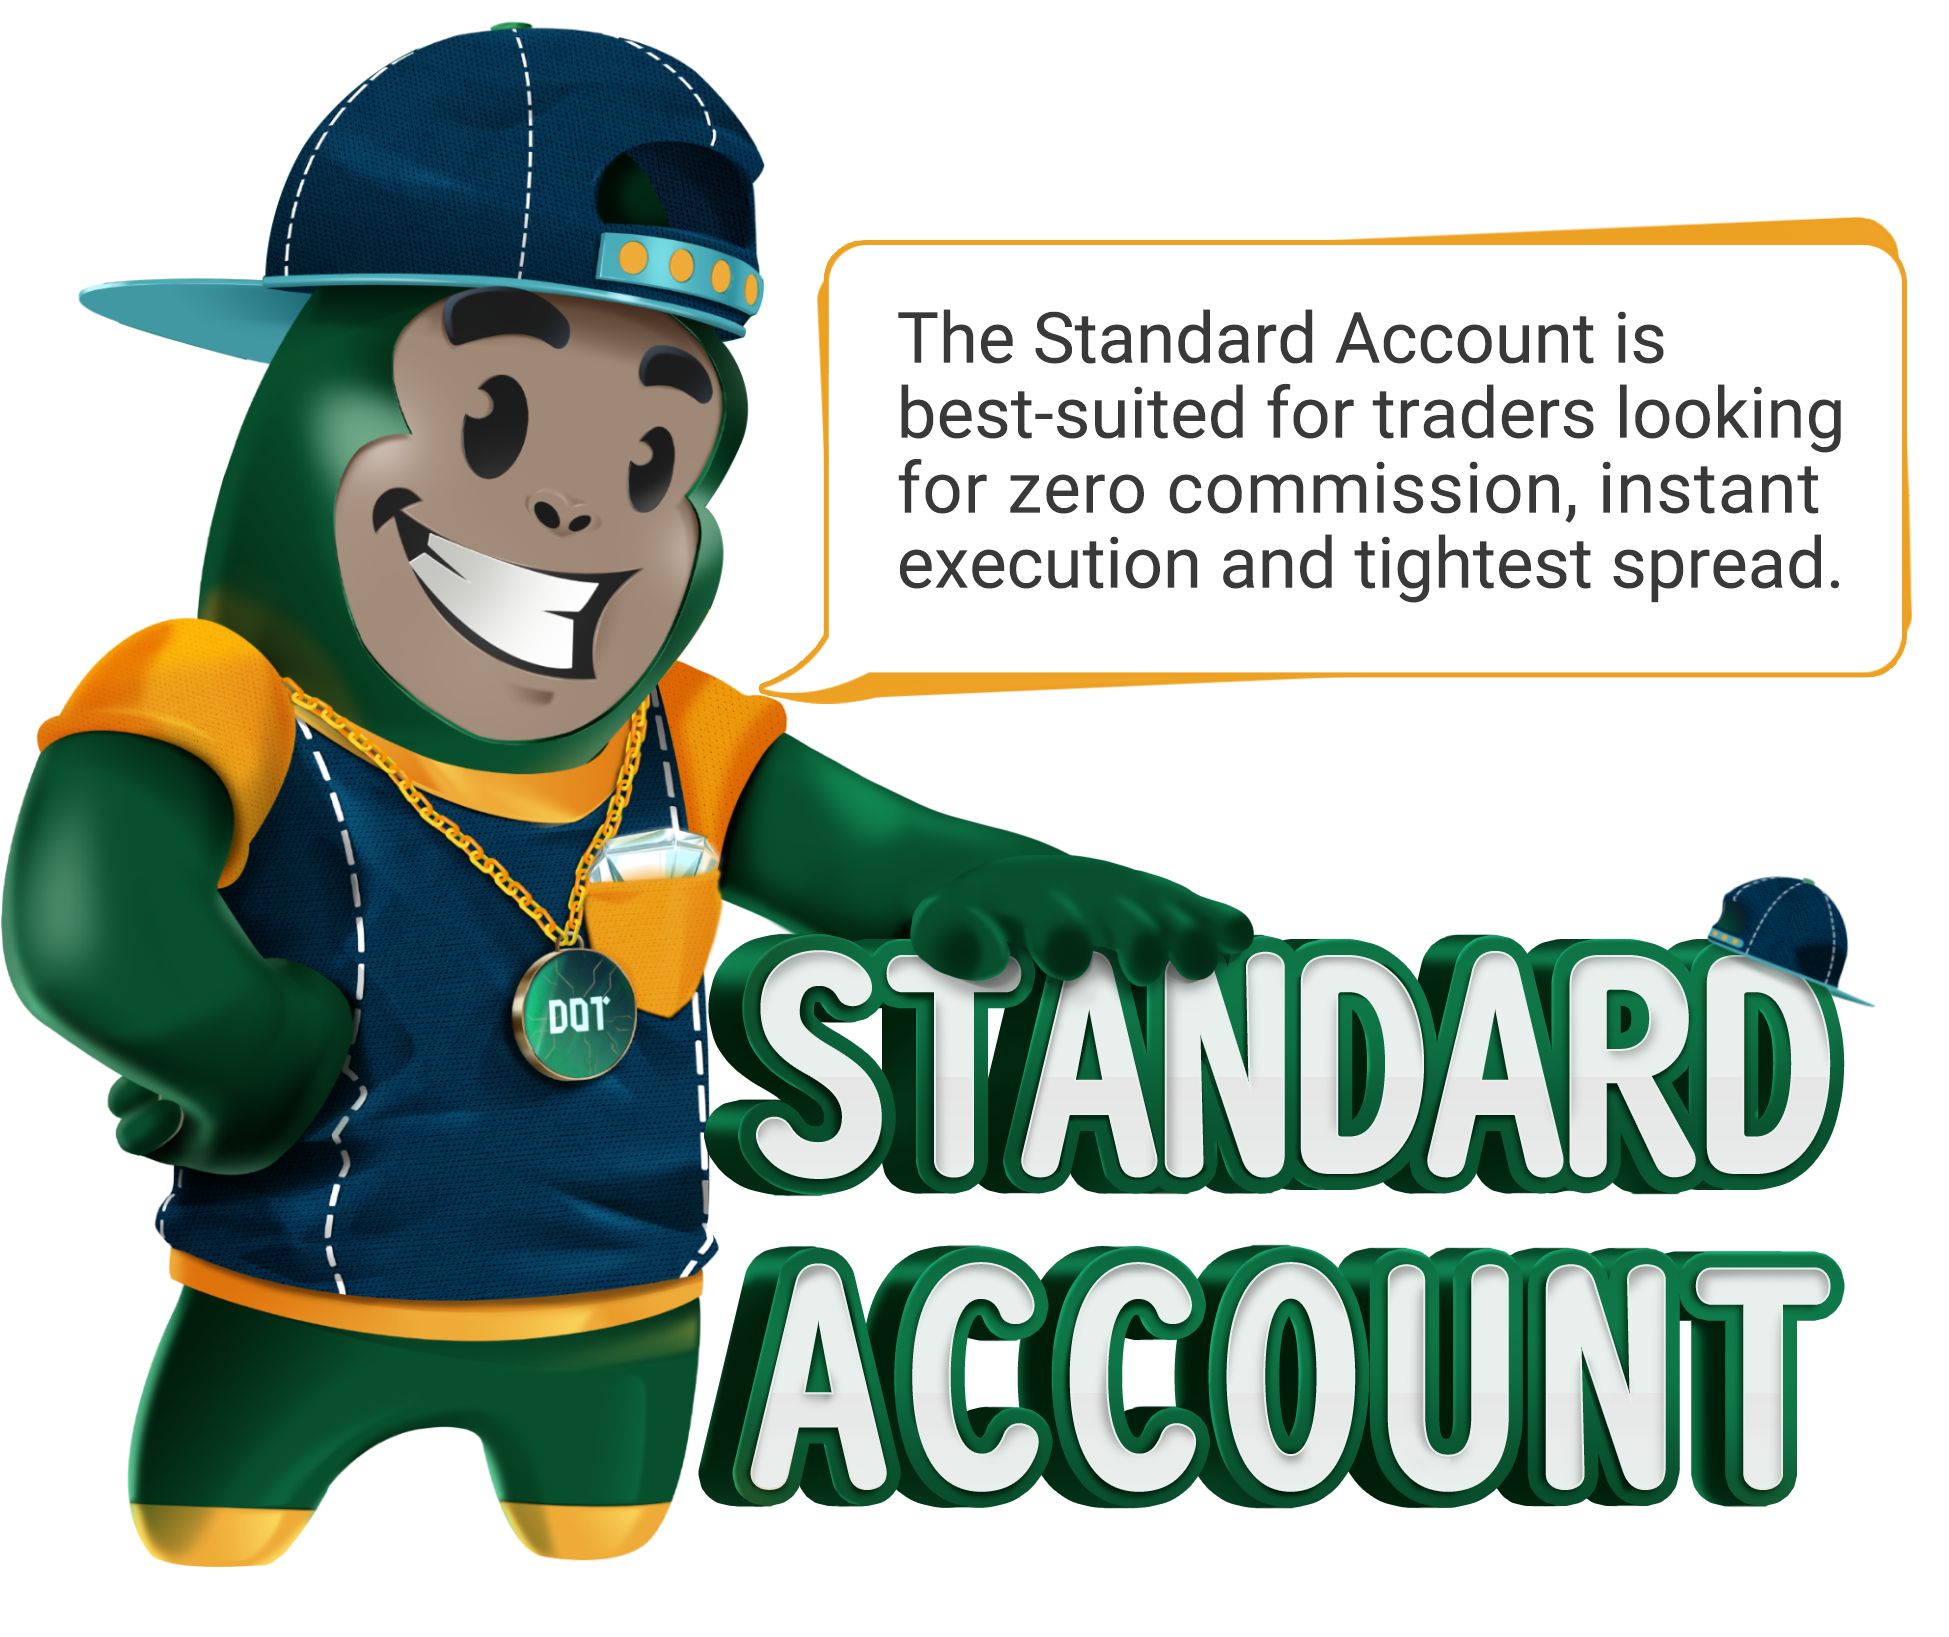 The Standard Account is
best-suited for traders looking
for zero commission, instant
execution and tightest spread.
DOT
STANDARD
ACCOUNT